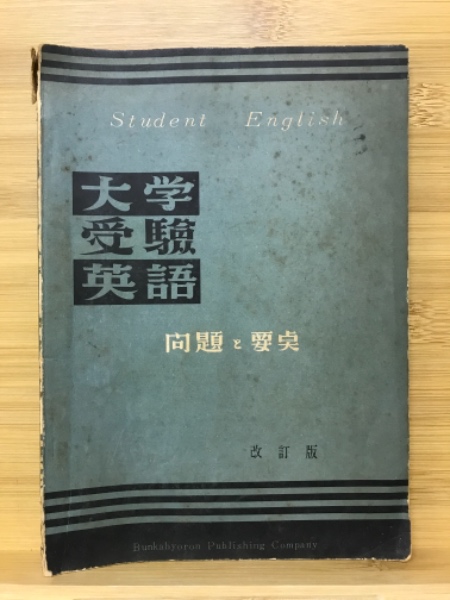 Student English
大学
受驗
英語
問題と要点
改訂版
Bunkahyoron Publishing Company